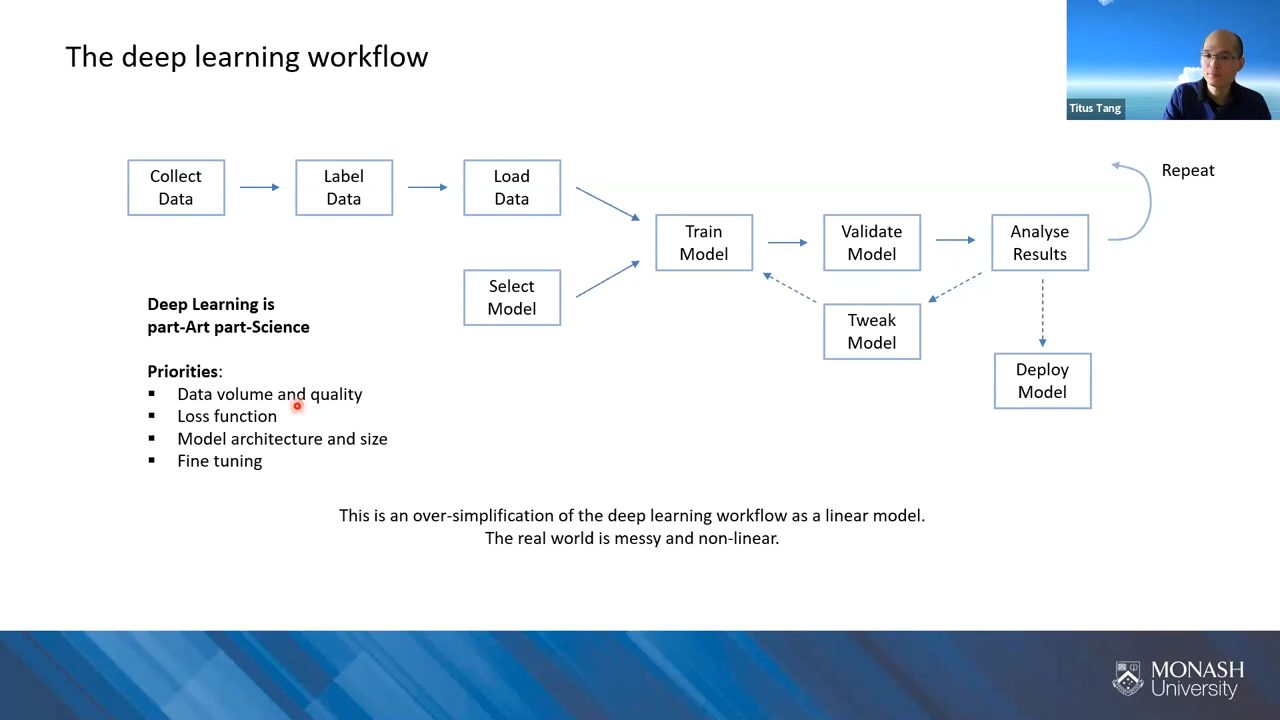 The deep learning workflow
Titus Tang
Collect
Data
Label
Data
Load
Data
Select
Model
Train
Model
Validate
Model
Analyse
Results
Repeat
Tweak
Model
Deploy
Model
Deep Learning is
part-Art part-Science
Priorities:
▪ Data volume and quality
▪ Loss function
▪ Model architecture and size
▪ Fine tuning
This is an over-simplification of the deep learning workflow as a linear model.
The real world is messy and non-linear.
MONASH
University